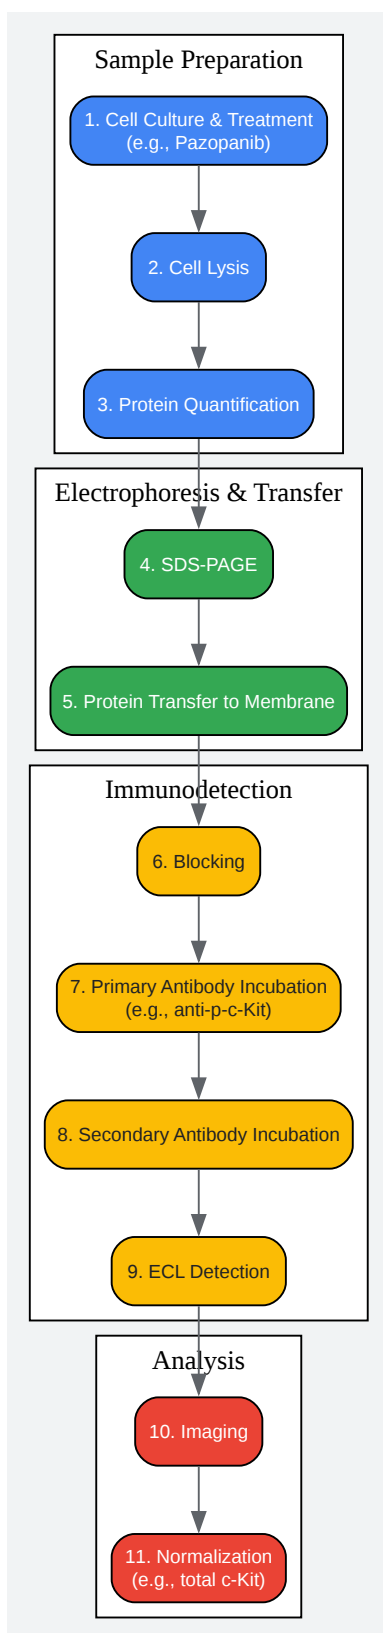 Sample Preparation
1. Cell Culture & Treatment
(e.g., Pazopanib)
2. Cell Lysis
3. Protein Quantification
Electrophoresis & Transfer
4. SDS-PAGE
5. Protein Transfer to Membrane
Immunodetection
6. Blocking
7. Primary Antibody Incubation
(e.g., anti-p-c-Kit)
8. Secondary Antibody Incubation
9. ECL Detection
Analysis
10. Imaging
11. Normalization
(e.g., total c-Kit)